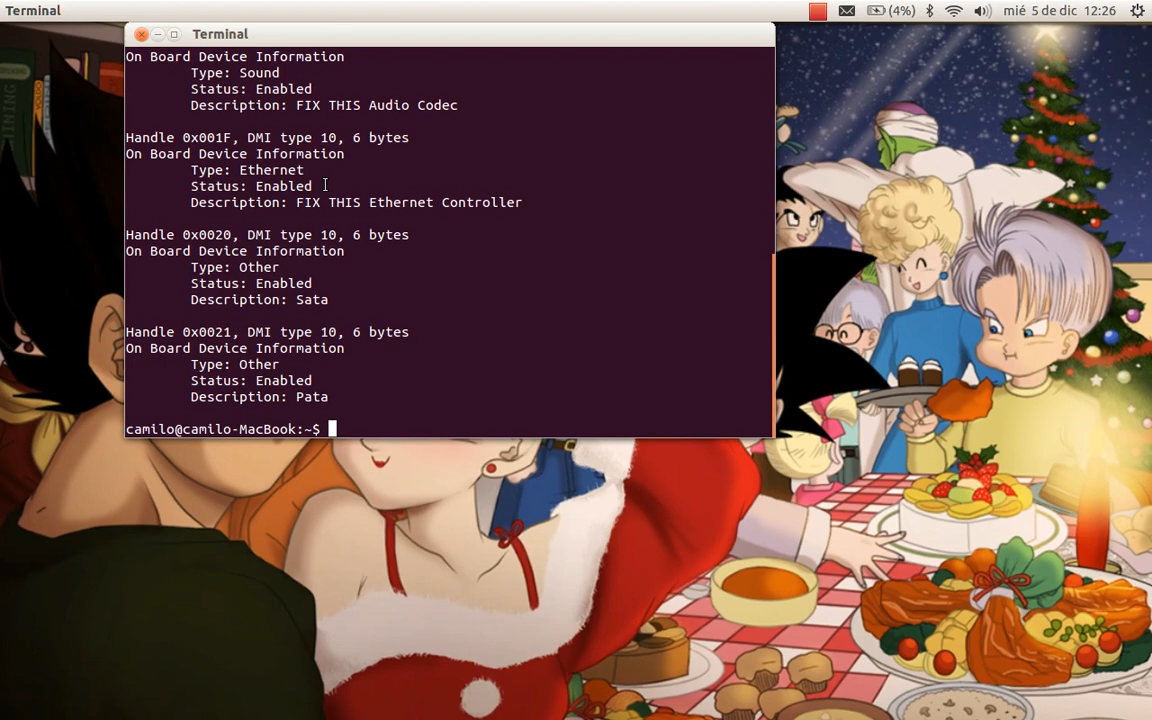 Terminal
(4%)
mié 5 de dic 12:26
Terminal
On Board Device Information
Type: Sound
Status: Enabled
Description: FIX THIS Audio Codec
Handle 0x001F, DMI type 10, 6 bytes
On Board Device Information
Type: Ethernet
Status: Enabled
Description: FIX THIS Ethernet Controller
Handle 0x0020, DMI type 10, 6 bytes
On Board Device Information
Type: Other
Status: Enabled
Description: Sata
Handle 0x0021, DMI type 10, 6 bytes
On Board Device Information
Type: Other
Status: Enabled
Description: Pata
camilo@camilo-MacBook:~$